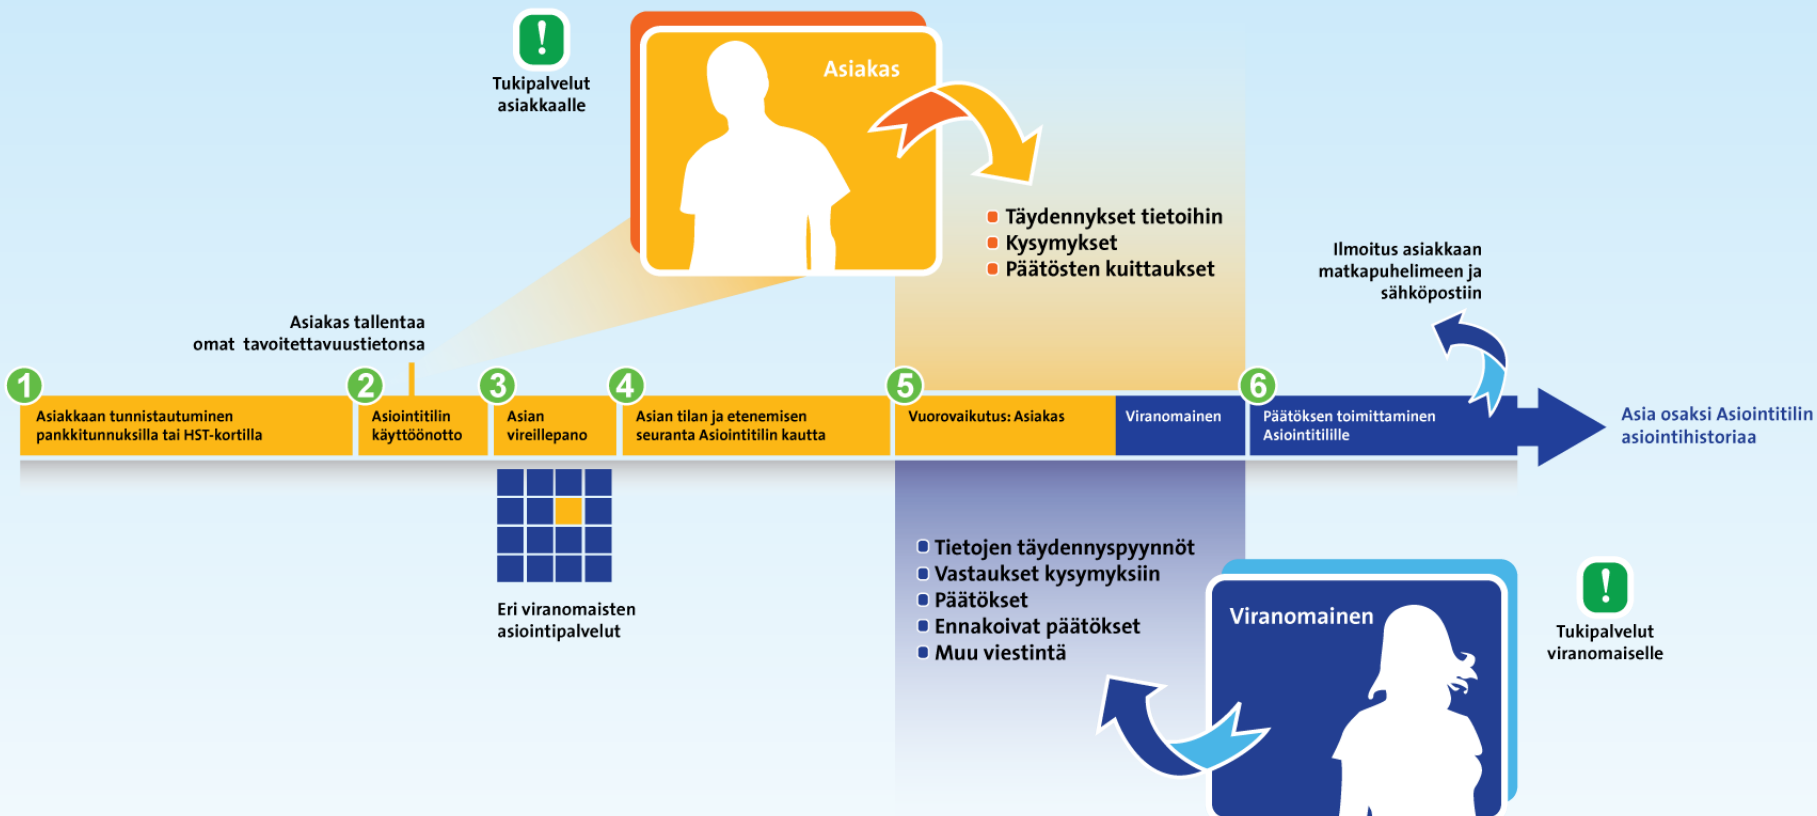 !
Tukipalvelut
asiakkaalle
Asiakas
Täydennykset tietoihin
Kysymykset
Päätösten kuittaukset
Ilmoitus asiakkaan
matkapuhelimeen ja
sähköpostiin
Asiakas tallentaa
omat tavoitettavuustietonsa
1
Asiakkaan tunnistautuminen
pankkitunnuksilla tai HST-kortilla
2
Asiointitilin
käyttöönotto
3
Asian
vireillepano
4
Asian tilan ja etenemisen
seuranta Asiointitilin kautta
5
Vuorovaikutus: Asiakas
Viranomainen
6
Päätöksen toimittaminen
Asiointitilille
Asia osaksi Asiointitilin
asiointihistoriaa
Eri viranomaisten
asiointipalvelut
Tietojen täydennyspyynnöt
Vastaukset kysymyksiin
Päätökset
Ennakoivat päätökset
Muu viestintä
Viranomainen
!
Tukipalvelut
viranomaiselle